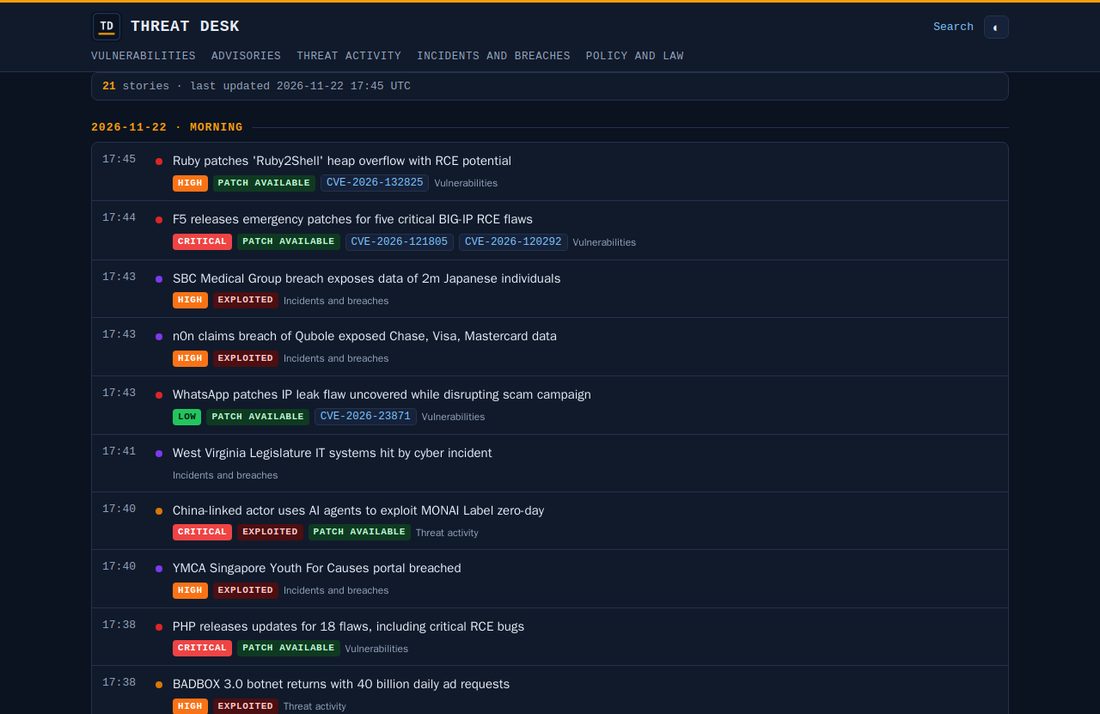 TD THREAT DESK
Search
VULNERABILITIES ADVISORIES THREAT ACTIVITY INCIDENTS AND BREACHES POLICY AND LAW
21 stories · last updated 2026-11-22 17:45 UTC
2026-11-22 · MORNING
17:45 Ruby patches 'Ruby2Shell' heap overflow with RCE potential
HIGH PATCH AVAILABLE CVE-2026-132825 Vulnerabilities
17:44 F5 releases emergency patches for five critical BIG-IP RCE flaws
CRITICAL PATCH AVAILABLE CVE-2026-121805 CVE-2026-120292 Vulnerabilities
17:43 SBC Medical Group breach exposes data of 2m Japanese individuals
HIGH EXPLOITED Incidents and breaches
17:43 n0n claims breach of Qubole exposed Chase, Visa, Mastercard data
HIGH EXPLOITED Incidents and breaches
17:43 WhatsApp patches IP leak flaw uncovered while disrupting scam campaign
LOW PATCH AVAILABLE CVE-2026-23871 Vulnerabilities
17:41 West Virginia Legislature IT systems hit by cyber incident
Incidents and breaches
17:40 China-linked actor uses AI agents to exploit MONAI Label zero-day
CRITICAL EXPLOITED PATCH AVAILABLE Threat activity
17:40 YMCA Singapore Youth For Causes portal breached
HIGH EXPLOITED Incidents and breaches
17:38 PHP releases updates for 18 flaws, including critical RCE bugs
CRITICAL PATCH AVAILABLE Vulnerabilities
17:38 BADBOX 3.0 botnet returns with 40 billion daily ad requests
HIGH EXPLOITED Threat activity